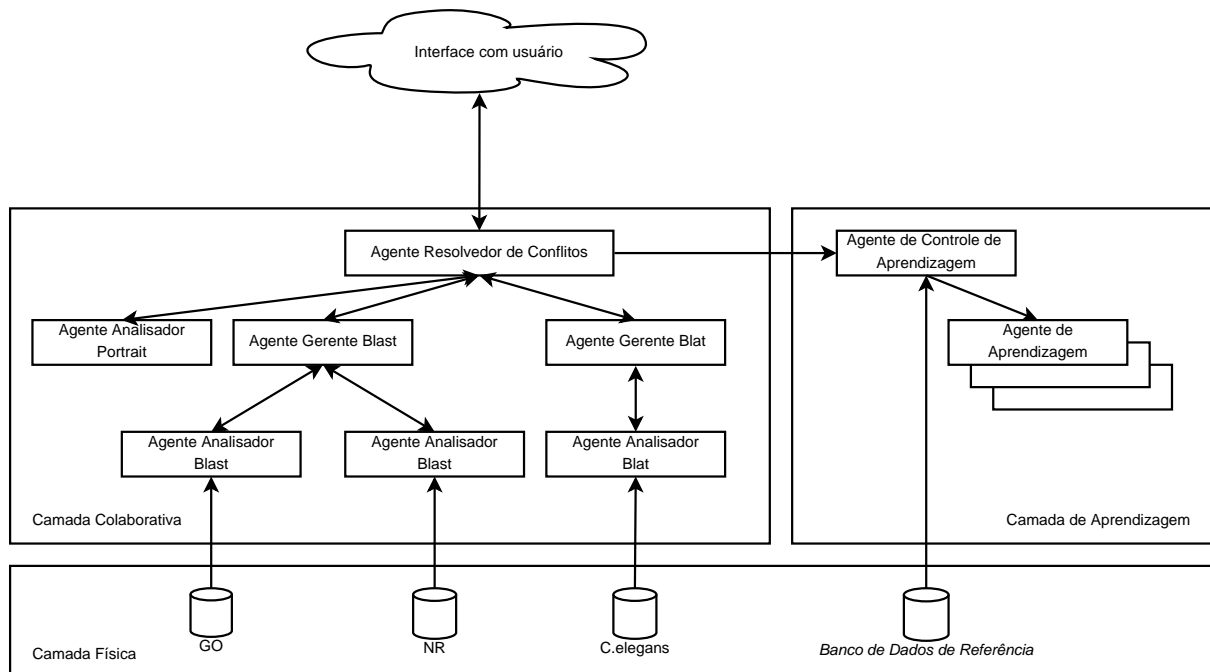 Interface com usuário
Agente Resolvedor de Conflitos
Agente de Controle de
Aprendizagem
Agente Analisador
Portrait
Agente Gerente Blast
Agente Gerente Blat
Agente de
Aprendizagem
Agente Analisador
Blast
Agente Analisador
Blast
Agente Analisador
Blat
Camada Colaborativa
Camada de Aprendizagem
GO
NR
C.elegans
Banco de Dados de Referência
Camada Física